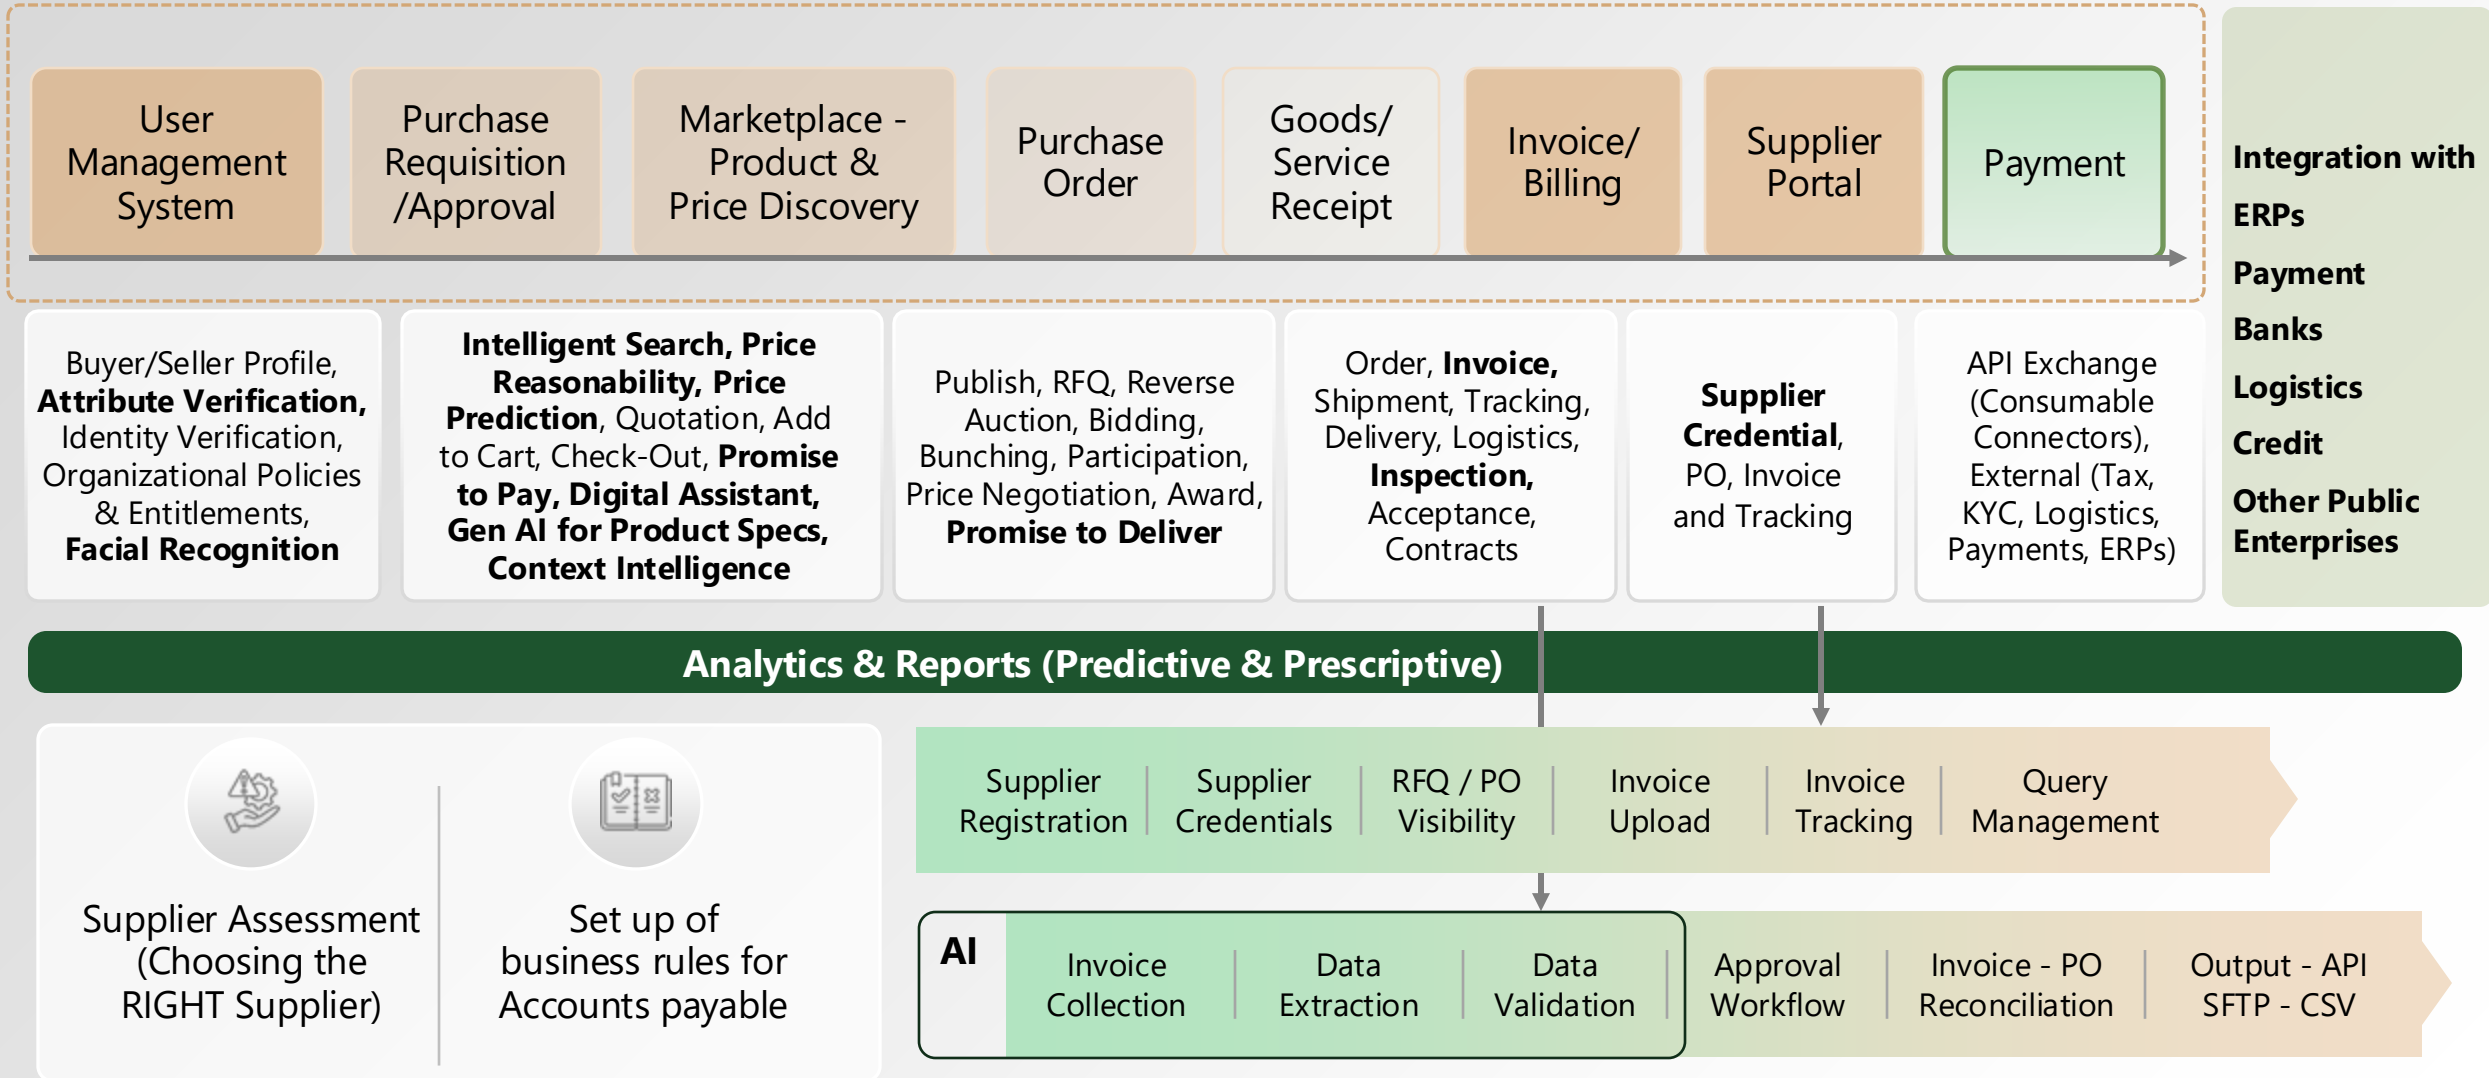 User
Management
System
Purchase
Requisition
/Approval
Marketplace -
Product &
Price Discovery
Purchase
Order
Goods/
Service
Receipt
Invoice/
Billing
Supplier
Portal
Payment
Integration with
ERPs
Payment
Banks
Logistics
Credit
Other Public
Enterprises
Buyer/Seller Profile,
Attribute Verification,
Identity Verification,
Organizational Policies
& Entitlements,
Facial Recognition
Intelligent Search, Price
Reasonability, Price
Prediction, Quotation, Add
to Cart, Check-Out, Promise
to Pay, Digital Assistant,
Gen AI for Product Specs,
Context Intelligence
Publish, RFQ, Reverse
Auction, Bidding,
Bunching, Participation,
Price Negotiation, Award,
Promise to Deliver
Order, Invoice,
Shipment, Tracking,
Delivery, Logistics,
Inspection,
Acceptance,
Contracts
Supplier
Credential,
PO, Invoice
and Tracking
API Exchange
(Consumable
Connectors),
External (Tax,
KYC, Logistics,
Payments, ERPs)
Analytics & Reports (Predictive & Prescriptive)
Supplier Assessment
(Choosing the
RIGHT Supplier)
Set up of
business rules for
Accounts payable
Supplier
Registration
Supplier
Credentials
RFQ / PO
Visibility
Invoice
Upload
Invoice
Tracking
Query
Management
AI
Invoice
Collection
Data
Extraction
Data
Validation
Approval
Workflow
Invoice - PO
Reconciliation
Output - API
SFTP - CSV